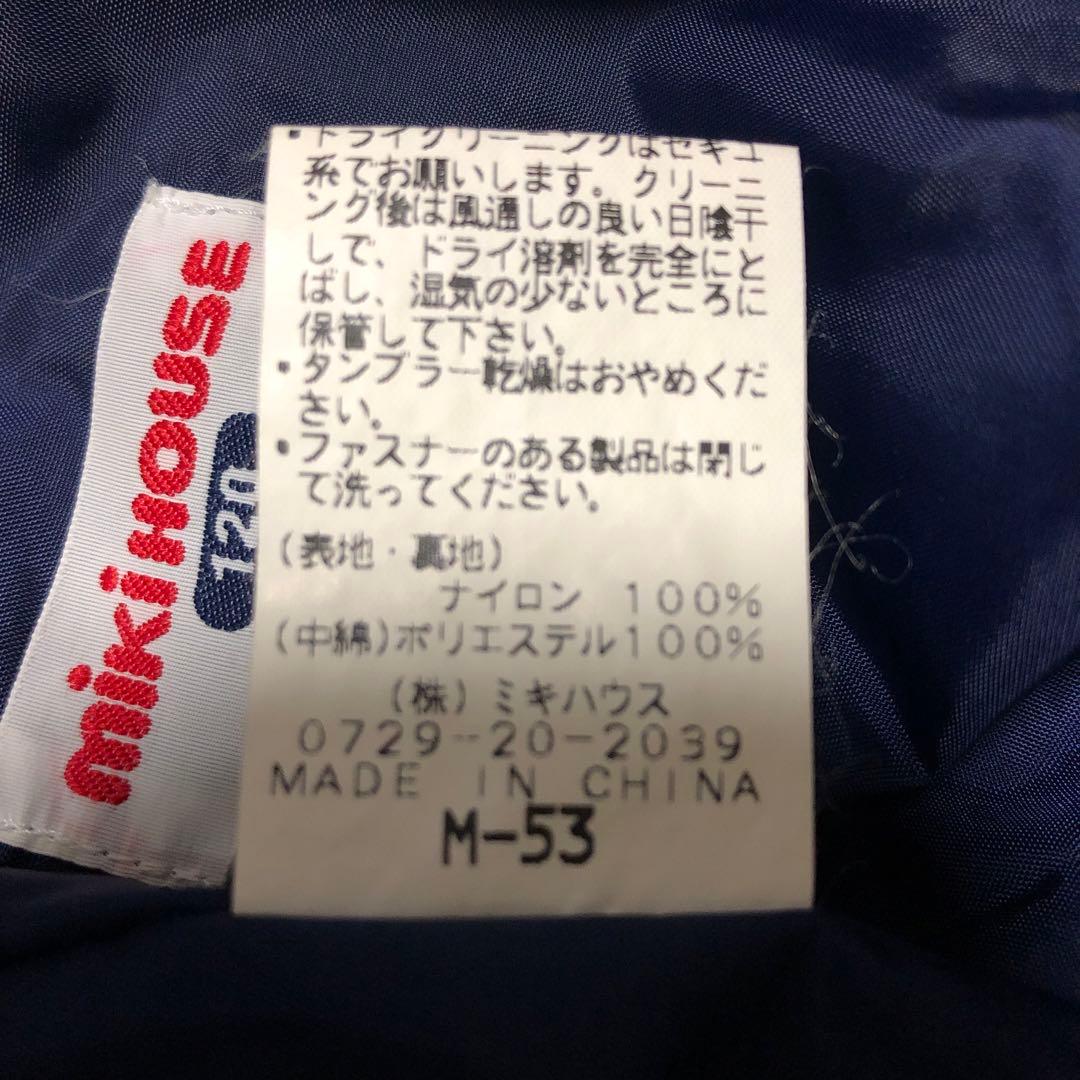 ・ドライクリーニングはセキユ
系でお願いします。クリーニ
ング後は風通しの良い日陰干
しで、ドライ溶剤を完全にと
ばし、湿気の少ないところに
保管して下さい。
・タンブラー乾燥はおやめくだ
さい。
・ファスナーのある製品は閉じ
て洗ってください。
(表地・裏地)
ナイロン 100%
(中綿)ポリエステル100%
(株)ミキハウス
0729-20-2039
MADE IN CHINA
M-53
mikiHOUSE
120